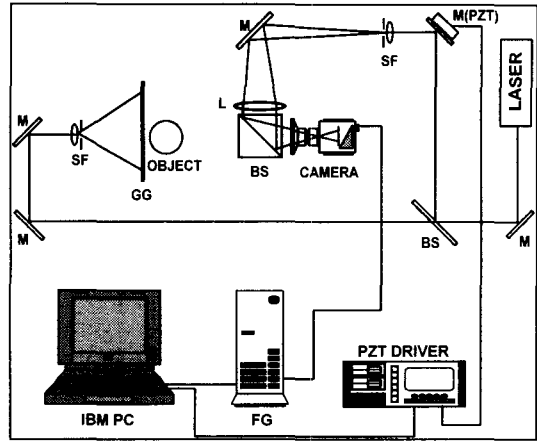 M
M(PZT)
SF
LASER
M
L
SF
OBJECT
BS
CAMERA
GG
M
BS
M
PZT DRIVER
IBM PC
FG